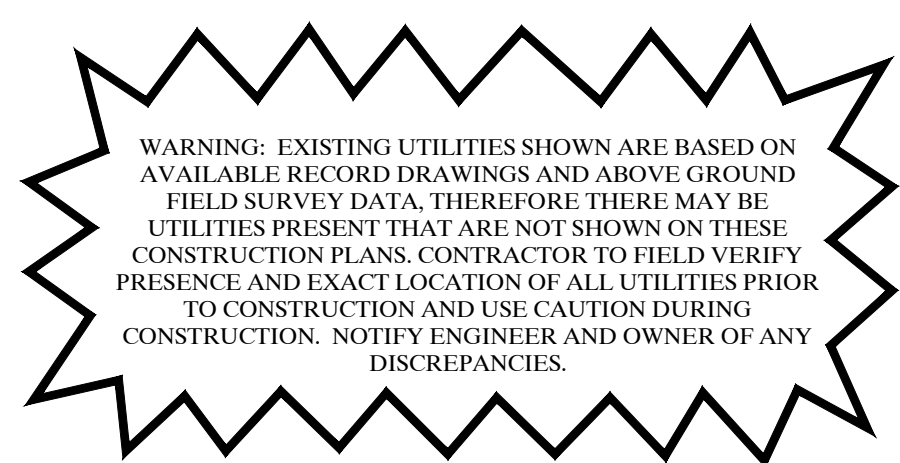 WARNING:  EXISTING UTILITIES SHOWN ARE BASED ON
AVAILABLE RECORD DRAWINGS AND ABOVE GROUND
FIELD SURVEY DATA, THEREFORE THERE MAY BE
UTILITIES PRESENT THAT ARE NOT SHOWN ON THESE
CONSTRUCTION PLANS. CONTRACTOR TO FIELD VERIFY
PRESENCE AND EXACT LOCATION OF ALL UTILITIES PRIOR
TO CONSTRUCTION AND USE CAUTION DURING
CONSTRUCTION.  NOTIFY ENGINEER AND OWNER OF ANY
DISCREPANCIES.